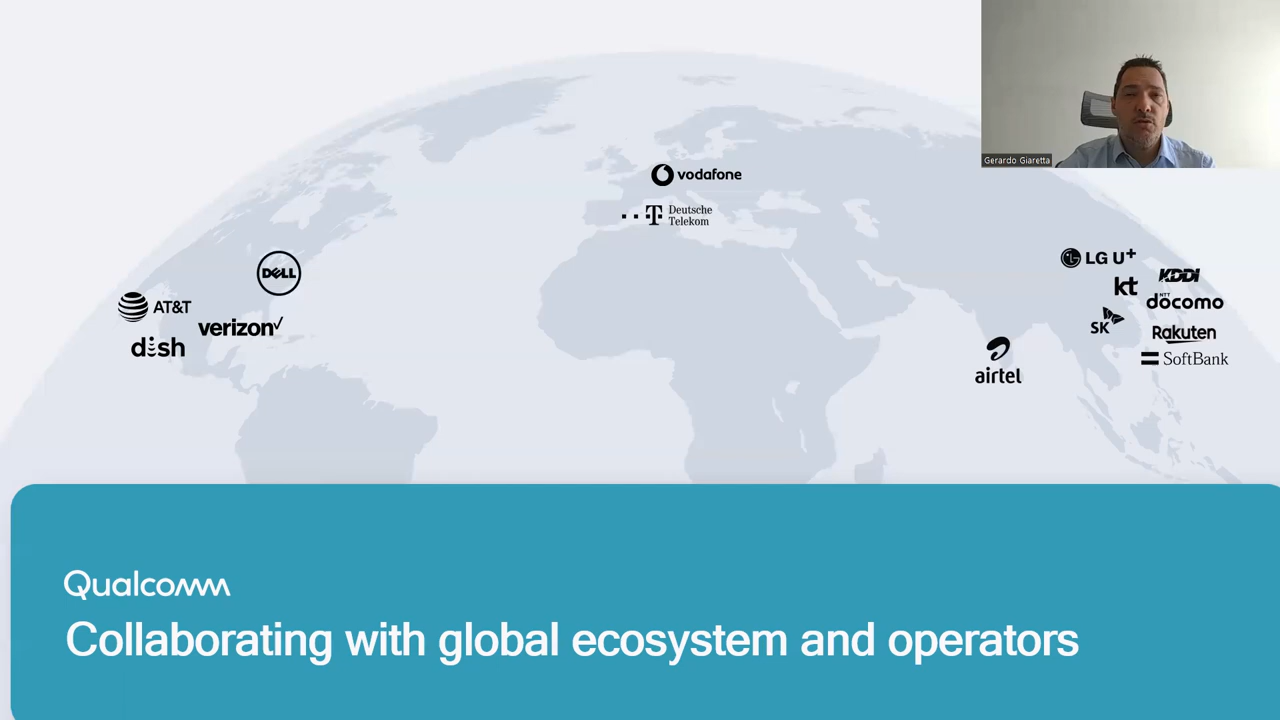 Gerardo Giaretta
vodafone
Deutsche
Telekom
DELL
AT&T
verizon
dish
LG U+
kt
KDDI
NTT
docomo
SK
Rakuten
SoftBank
airtel
Qualcomm
Collaborating with global ecosystem and operators